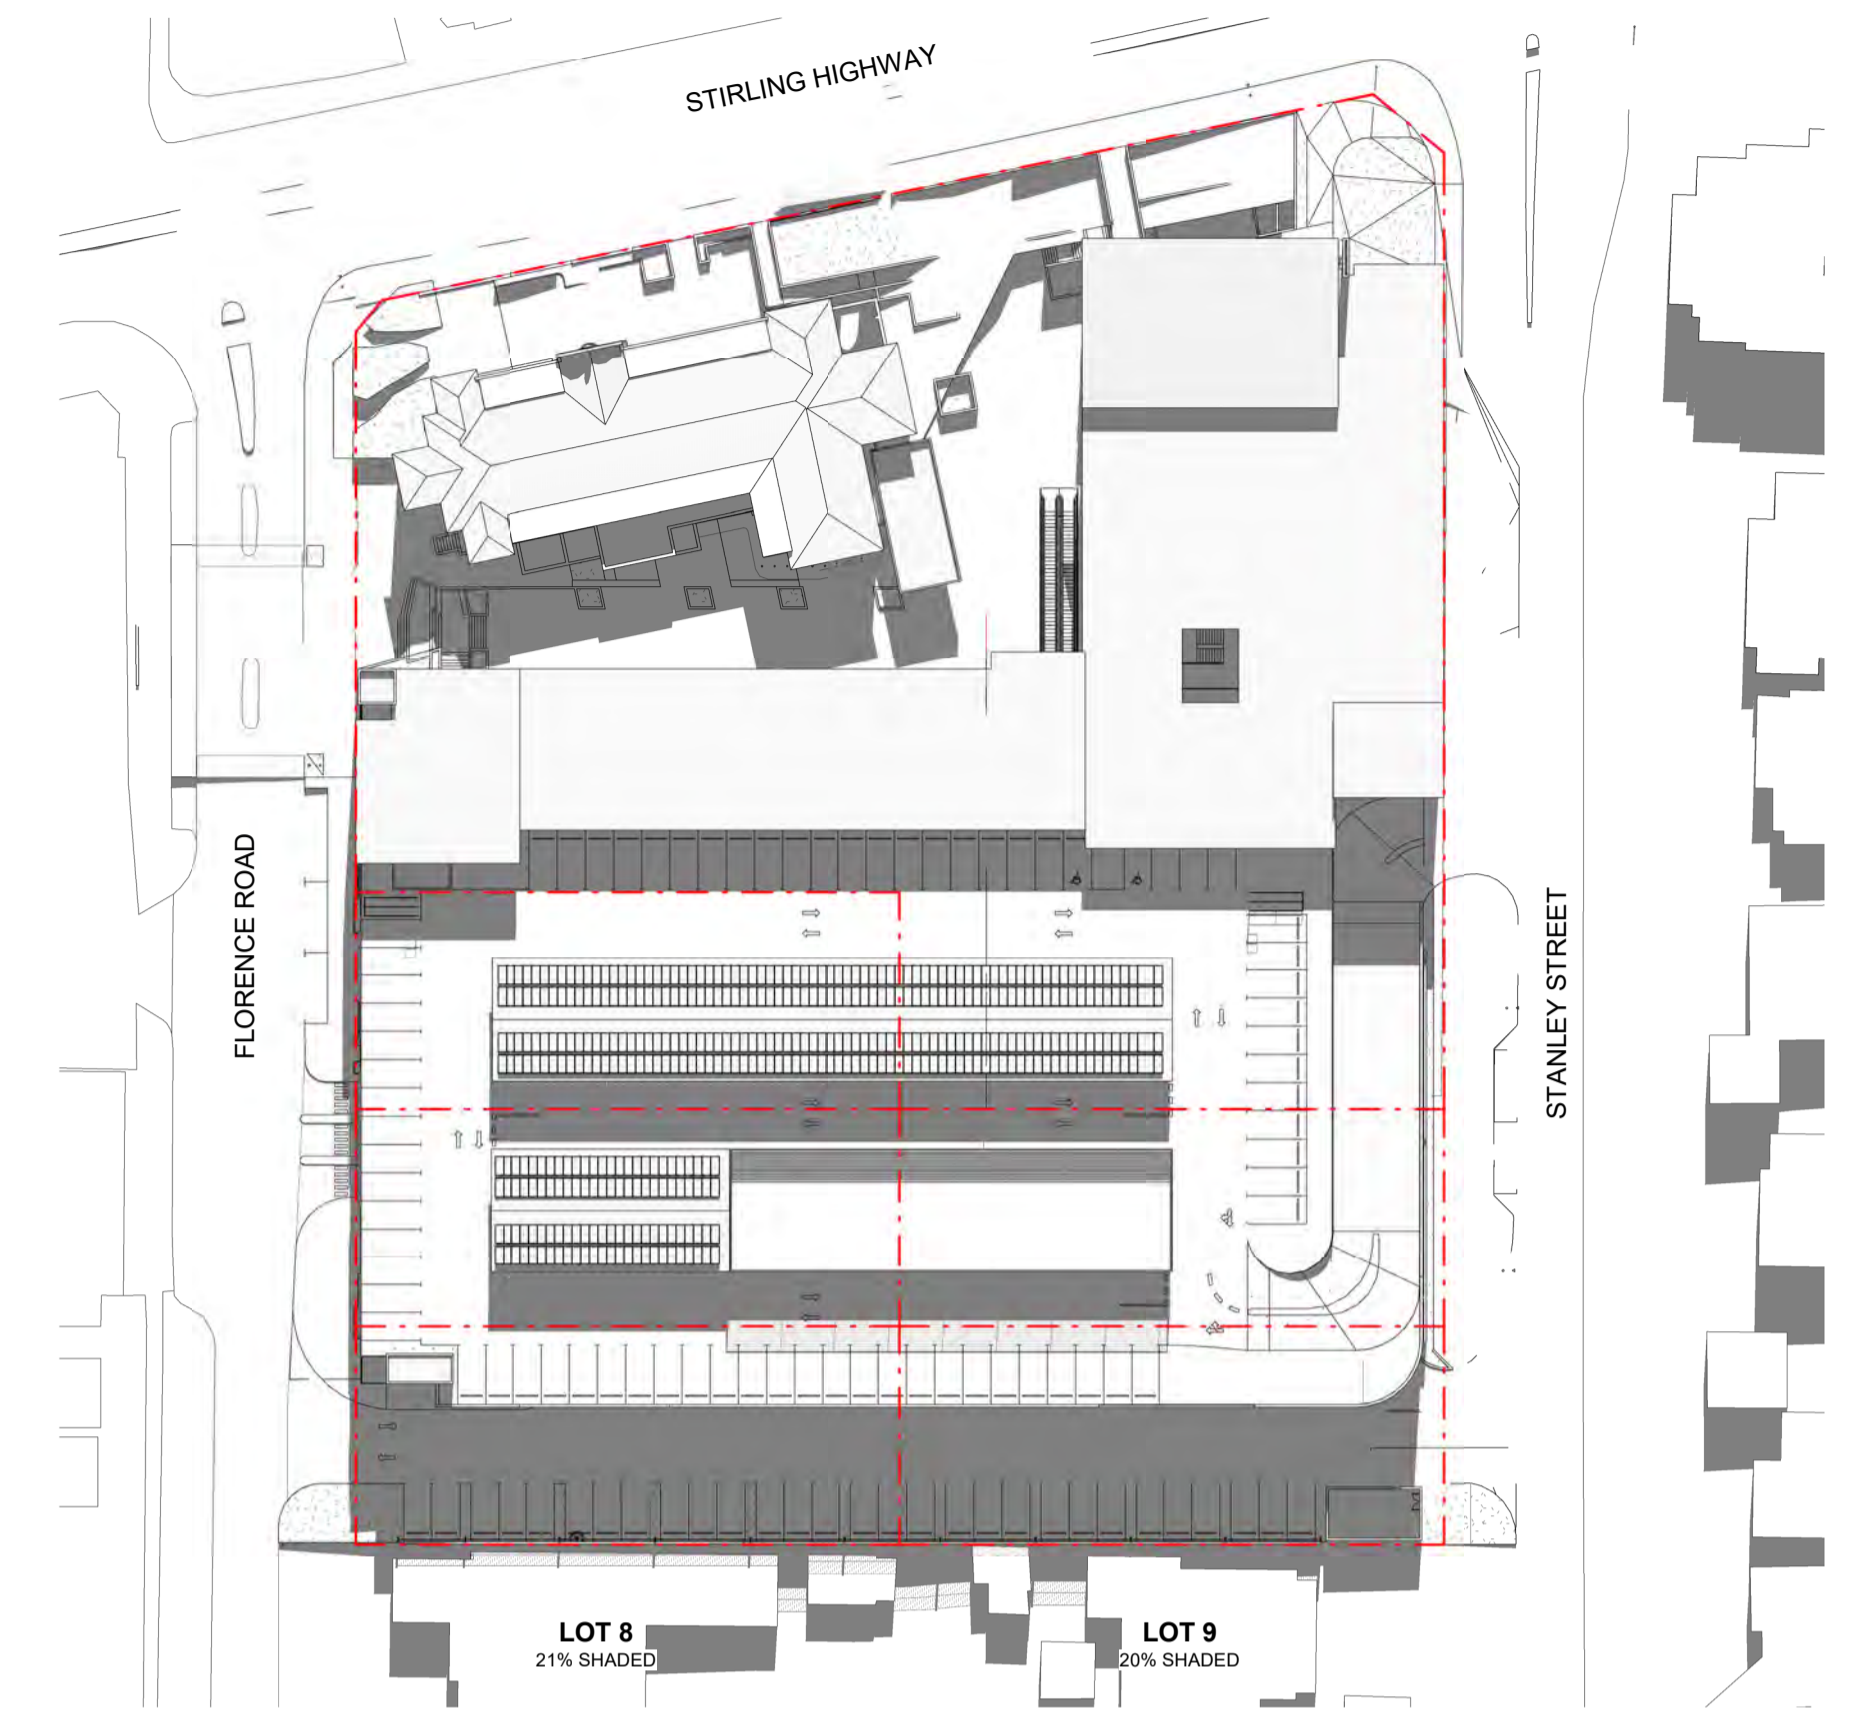 STIRLING HIGHWAY
FLORENCE ROAD
STANLEY STREET
LOT 8
21% SHADED
LOT 9
20% SHADED